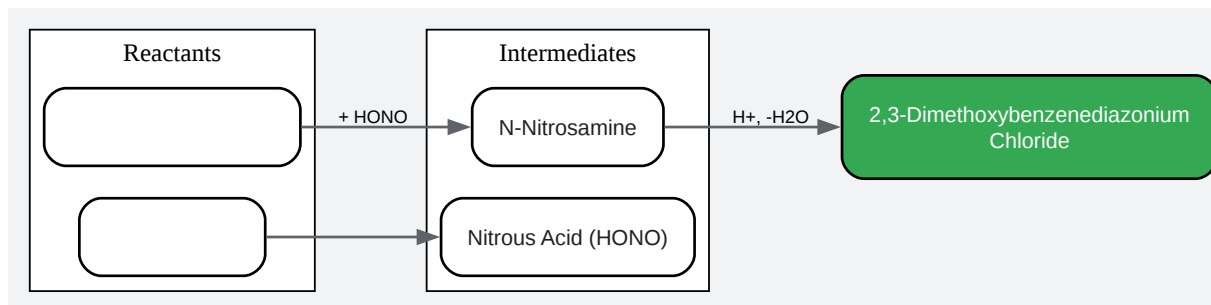 Reactants
Intermediates
+ HONO
N-Nitrosamine
H+, -H2O
2,3-Dimethoxybenzenediazonium
Chloride
Nitrous Acid (HONO)